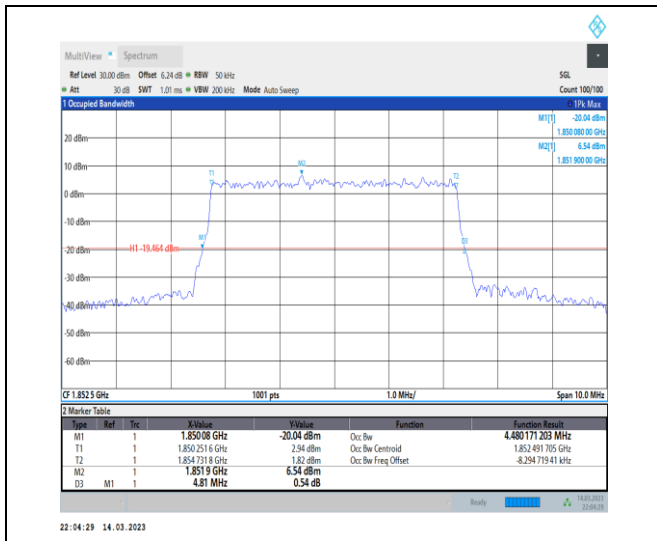 MultiView Spectrum
Ref Level 30.00 dBm Offset 6.24 dB RBW 50 kHz SGL
Att 30 dB SWT 1.01 ms VBW 200 kHz Mode Auto Sweep Count 100/100
1 Occupied Bandwidth 1Pk Max
M1[1] -20.04 dBm
1.850 080 00 GHz
M2[1] 6.54 dBm
1.851 900 00 GHz
20 dBm
10 dBm
0 dBm
-10 dBm
-20 dBm
-30 dBm
-40 dBm
-50 dBm
-60 dBm
T1
M2
T2
M1
D3
H1 -19.464 dBm
CF 1.852 5 GHz 1001 pts 1.0 MHz/ Span 10.0 MHz
2 Marker Table
Type Ref Trc X-Value Y-Value Function Function Result
M1 1 1.85008 GHz -20.04 dBm Occ Bw 4.480 171 203 MHz
T1 1 1.850 251 6 GHz 2.94 dBm Occ Bw Centroid 1.852 491 705 GHz
T2 1 1.854 731 8 GHz 1.82 dBm Occ Bw Freq Offset -8.294 719 41 kHz
M2 1 1.851 9 GHz 6.54 dBm
D3 M1 1 4.81 MHz 0.54 dB
Ready 14.03.2023
22:04:29
22:04:29 14.03.2023